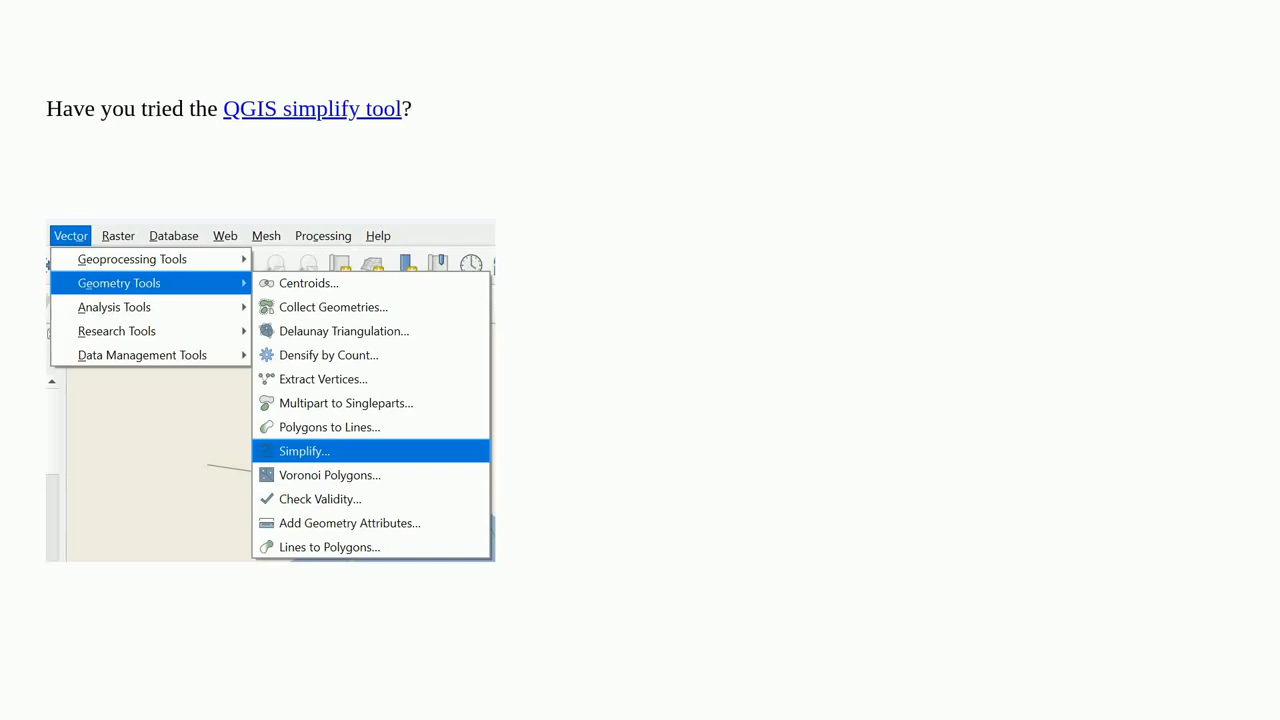 Have you tried the QGIS simplify tool?
Vector Raster Database Web Mesh Processing Help
Geoprocessing Tools
Geometry Tools
Analysis Tools
Research Tools
Data Management Tools
Centroids...
Collect Geometries...
Delaunay Triangulation...
Densify by Count...
Extract Vertices...
Multipart to Singleparts...
Polygons to Lines...
Simplify...
Voronoi Polygons...
Check Validity...
Add Geometry Attributes...
Lines to Polygons...